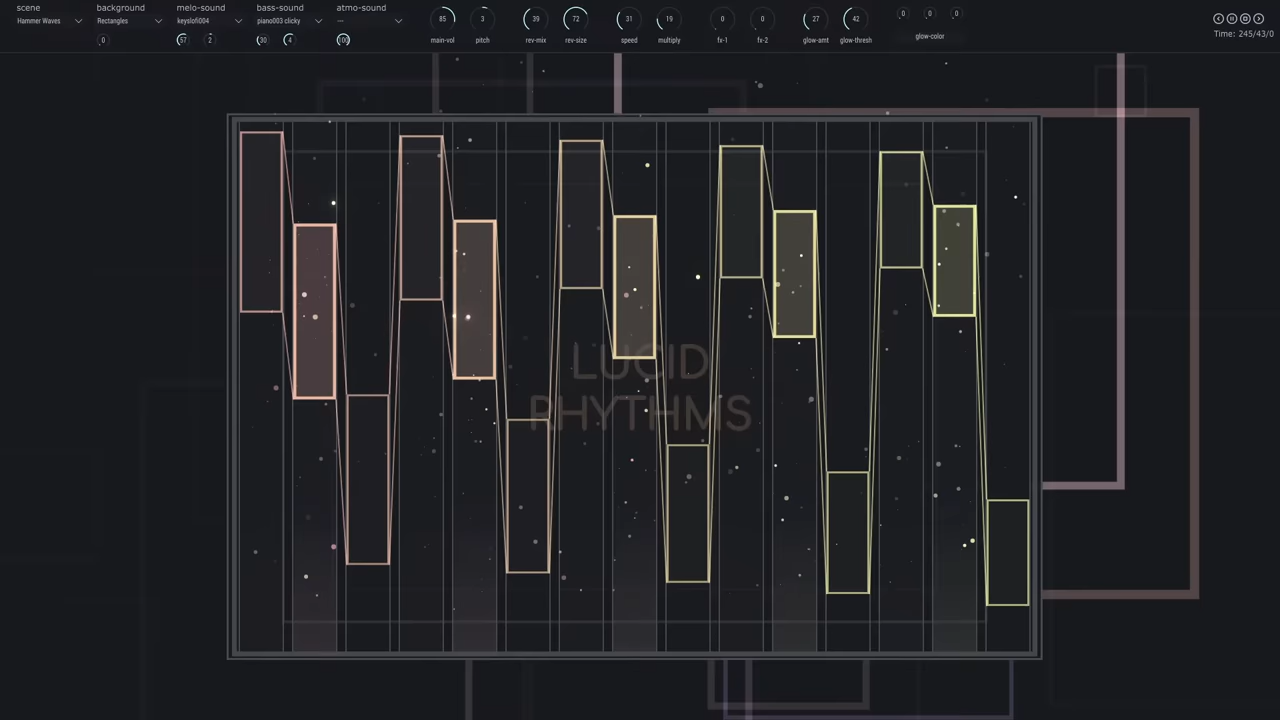 scene
Hammer Waves
background
Rectangles
0
melo-sound
keyslofi004
57
2
bass-sound
piano003 clicky
30
4
atmo-sound
---
100
85
main-vol
3
pitch
39
rev-mix
72
rev-size
31
speed
19
multiply
0
fx-1
0
fx-2
27
glow-amt
42
glow-thresh
0
0
0
glow-color
Time: 245/43/0
LUCID
RHYTHMS